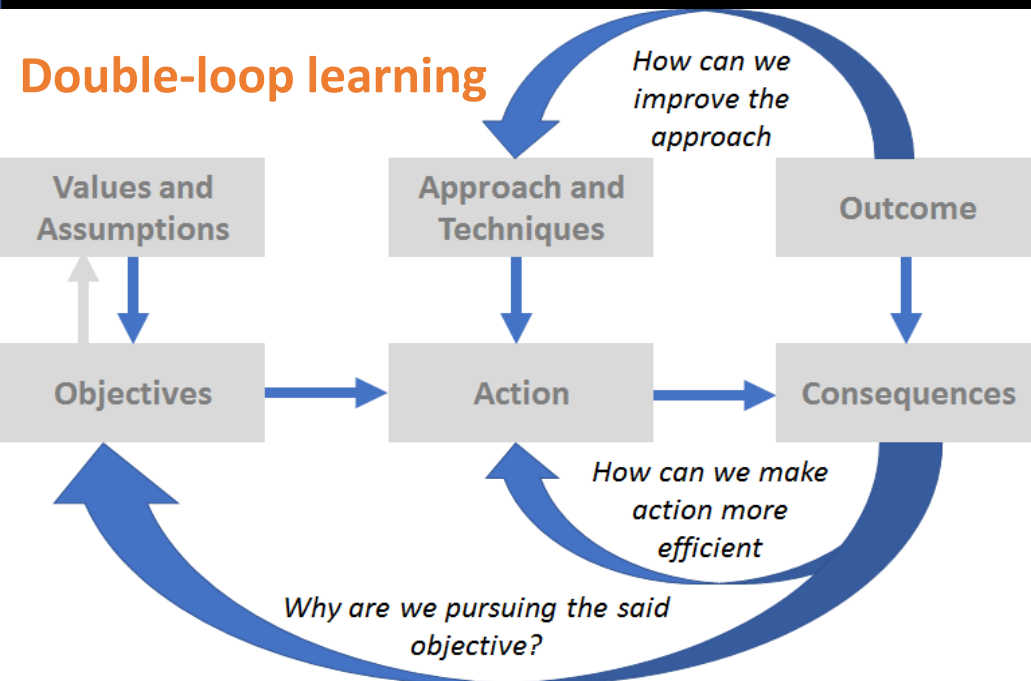 Double-loop learning
How can we
improve the
approach
Values and
Assumptions
Approach and
Techniques
Outcome
Objectives
Action
Consequences
How can we make
action more
efficient
Why are we pursuing the said
objective?